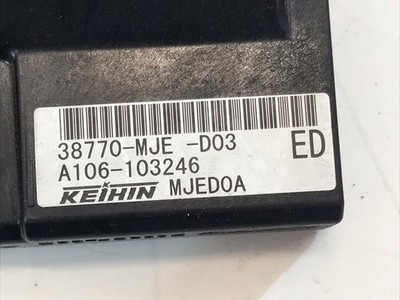 38770-MJE -D03
ED
A106-103246
KEIHIN MJED0A